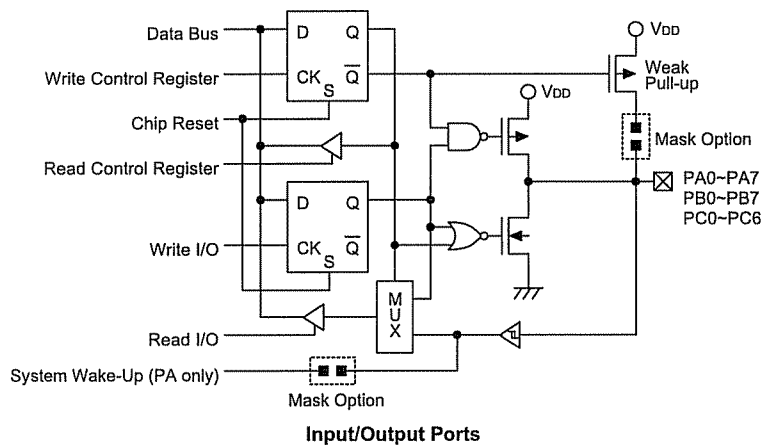 Data Bus
Write Control Register
Chip Reset
Read Control Register
Write I/O
Read I/O
System Wake-Up (PA only)
D Q
CK S Q
D Q
CK S Q
M
U
X
VDD
VDD
Weak
Pull-up
Mask Option
PA0~PA7
PB0~PB7
PC0~PC6
Mask Option
Input/Output Ports